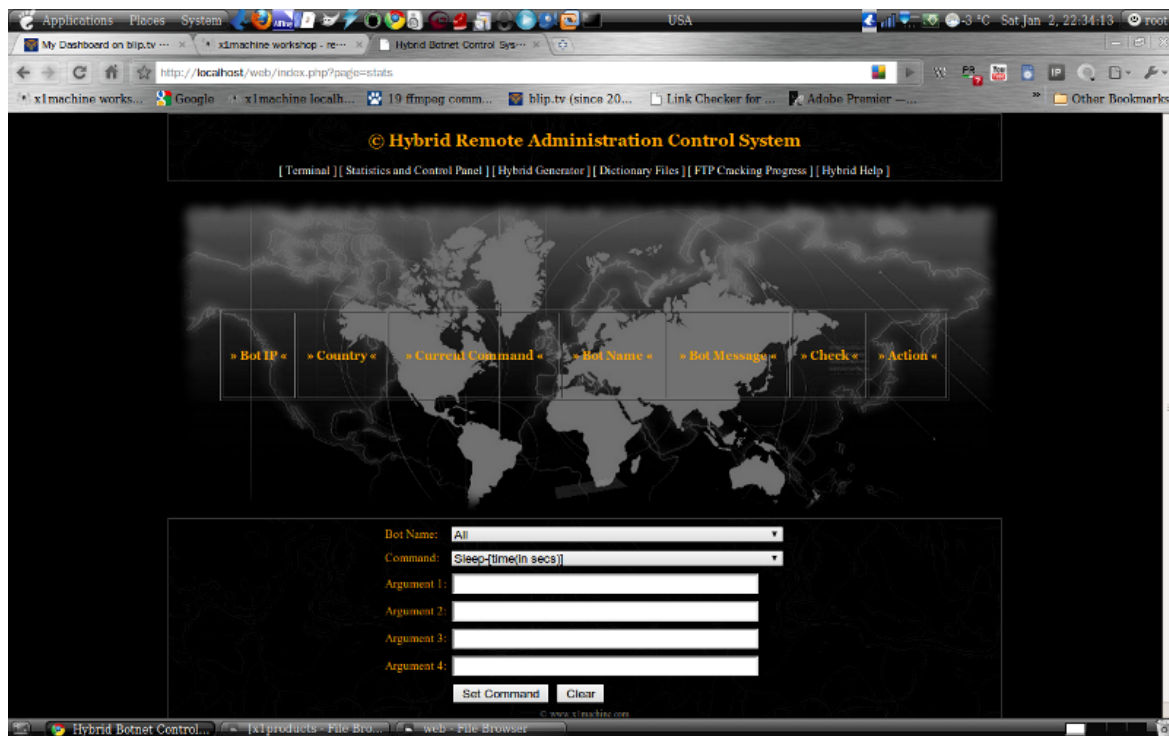 Applications Places System USA -3 °C Sat Jan 2, 22:34:13 root
My Dashboard on blip.tv ··· x1machine workshop - re··· Hybrid Botnet Control Sys···
http://localhost/web/index.php?page=stats
x1machine works... Google x1machine localh... 19 ffmpeg comm... blip.tv (since 20... Link Checker for ... Adobe Premier —... » Other Bookmarks
© Hybrid Remote Administration Control System
[ Terminal ] [ Statistics and Control Panel ] [ Hybrid Generator ] [ Dictionary Files ] [ FTP Cracking Progress ] [ Hybrid Help ]
» Bot IP « » Country « » Current Command « » Bot Name « » Bot Message « » Check « » Action «
Bot Name: All
Command: Sleep-[time(in secs)]
Argument 1:
Argument 2:
Argument 3:
Argument 4:
Set Command Clear
© www.x1machine.com
Hybrid Botnet Control... [x1products - File Bro... web - File Browser